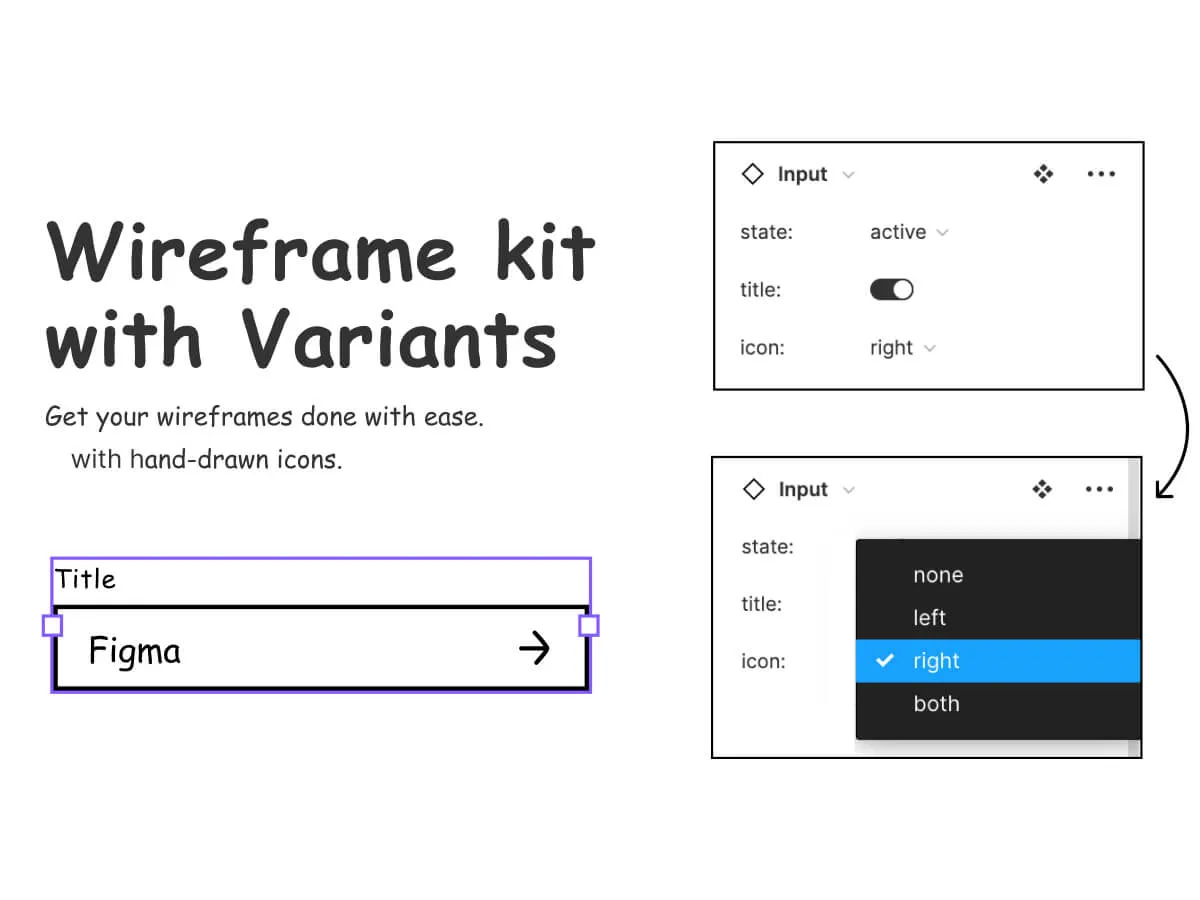 Wireframe kit
with Variants
Get your wireframes done with ease.
with hand-drawn icons.
Title
Figma
Input
state: active
title:
icon: right
Input
state:
title:
icon:
none
left
right
both